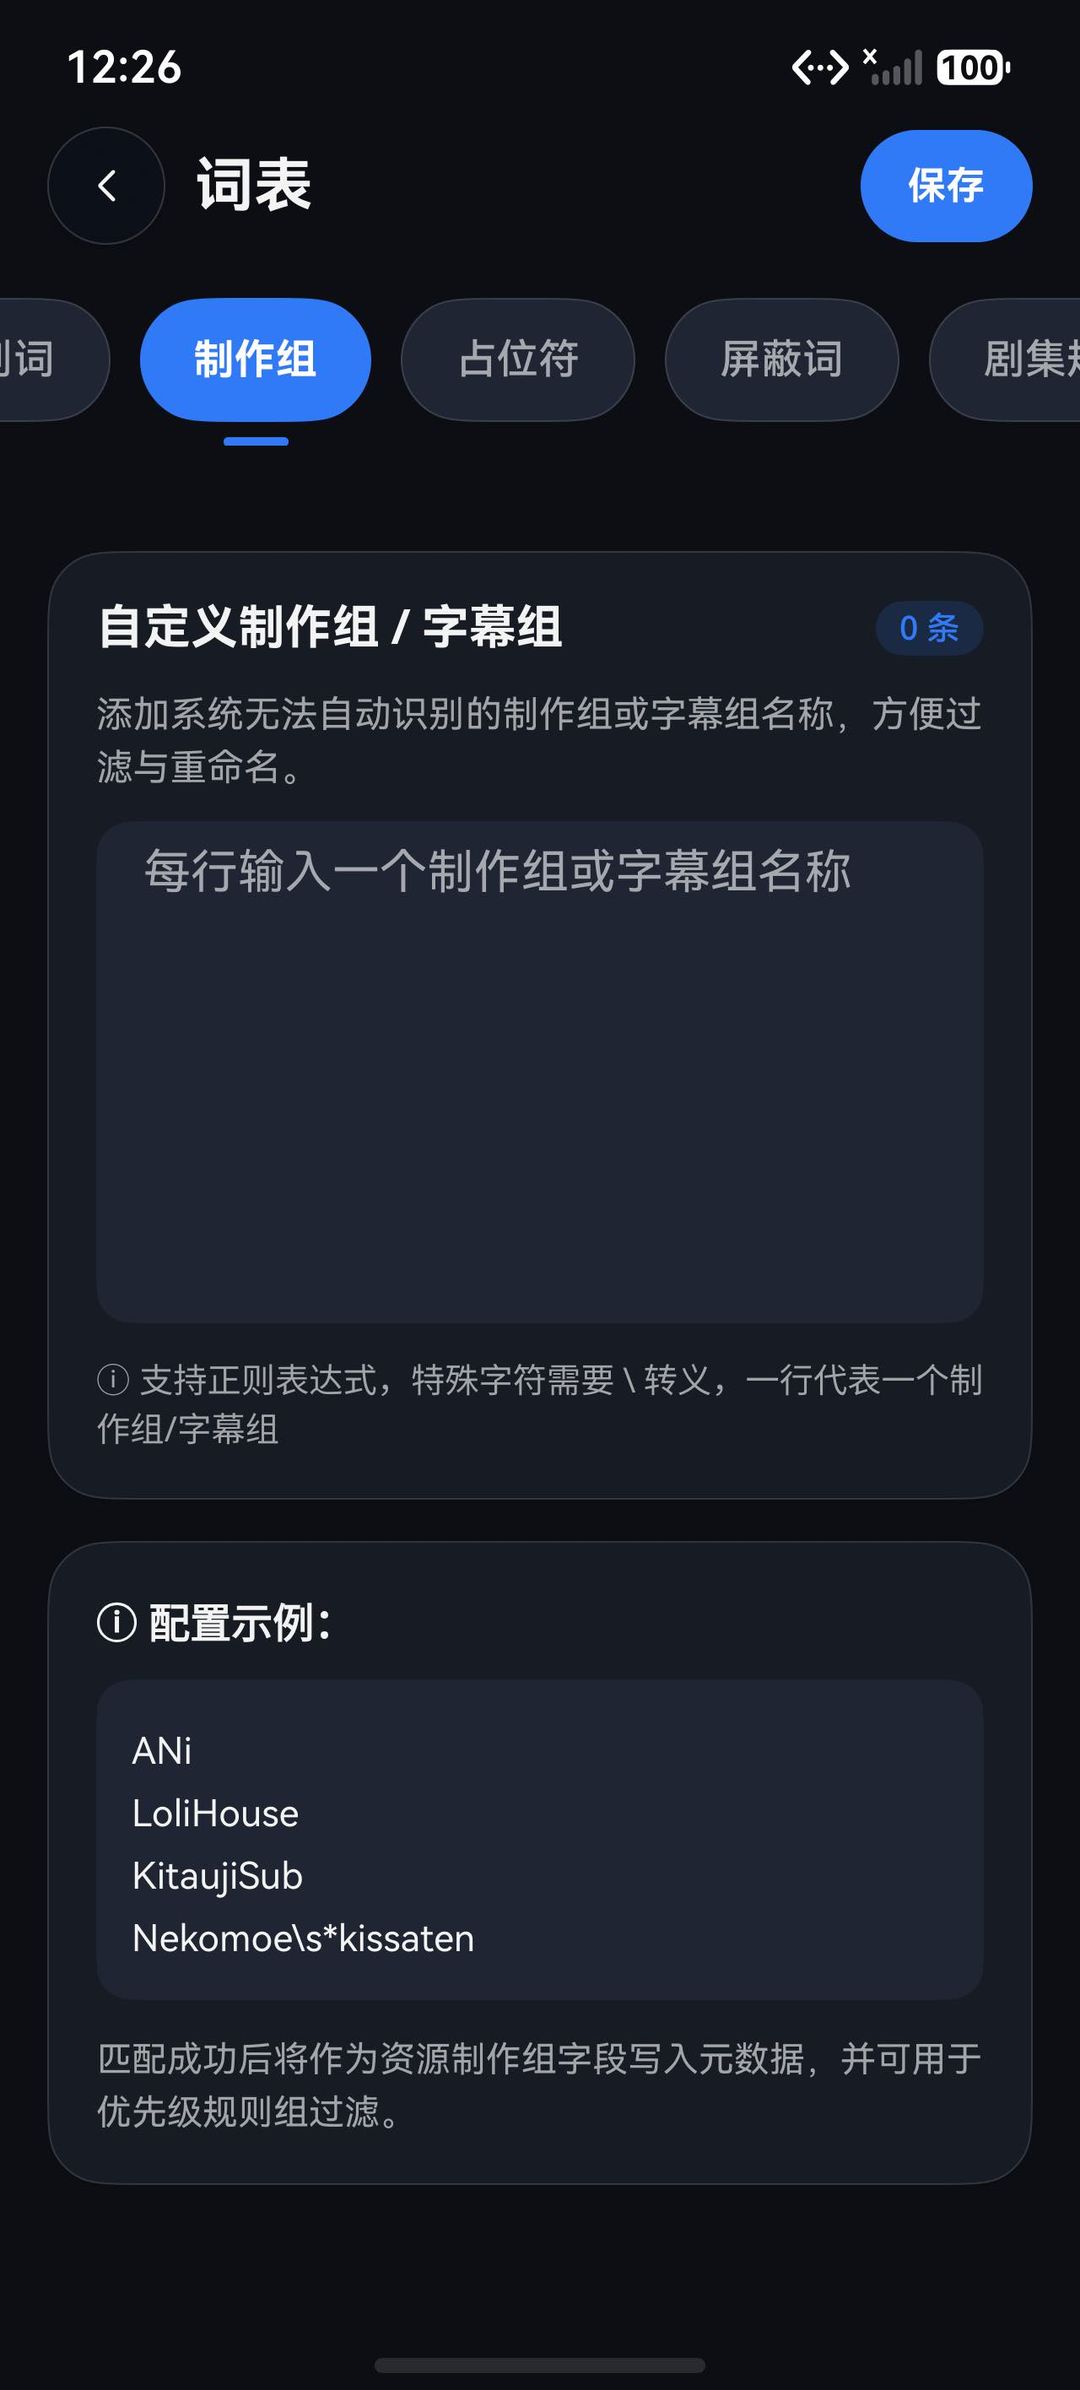 12:26
100
词表
保存
别词
制作组
占位符
屏蔽词
剧集
自定义制作组 / 字幕组
0 条
添加系统无法自动识别的制作组或字幕组名称，方便过
滤与重命名。
每行输入一个制作组或字幕组名称
支持正则表达式，特殊字符需要 \ 转义，一行代表一个制
作组/字幕组
配置示例：
ANi
LoliHouse
KitaujiSub
Nekomoe\s*kissaten
匹配成功后将作为资源制作组字段写入元数据，并可用于
优先级规则组过滤。